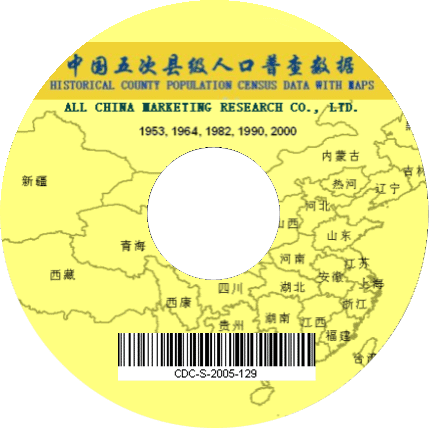 中国五次县级人口普查数据
HISTORICAL COUNTY POPULATION CENSUS DATA WITH MAPS
ALL CHINA MARKETING RESEARCH CO., LTD.
1953, 1964, 1982, 1990, 2000
内蒙古
吉林
新疆
热河
辽宁
河北
山西
山东
青海
河南
江苏
西藏
安徽
上海
四川
湖北
西康
浙江
贵州
湖南
江西
福建
台湾
CDC-S-2005-129